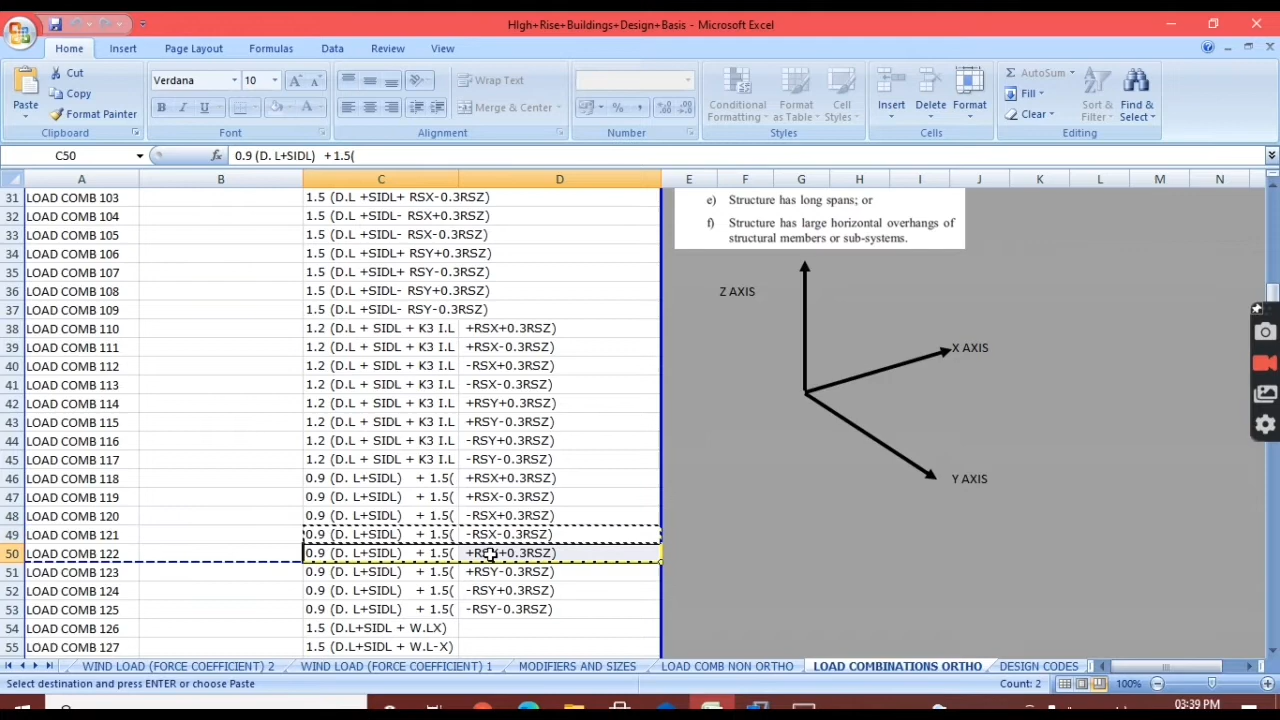 HIgh+Rise+Buildings+Design+Basis - Microsoft Excel
Home Insert Page Layout Formulas Data Review View
Paste
Cut
Copy
Format Painter
Clipboard
Verdana 10
B I U
Font
Wrap Text
Merge & Center
Alignment
Number
Conditional Formatting
Format as Table
Cell Styles
Styles
Insert Delete Format
Cells
AutoSum
Fill
Clear
Sort & Filter
Find & Select
Editing
C50 fx 0.9 (D. L+SIDL) + 1.5(
A B C D E F G H I J K L M N
31 LOAD COMB 103 1.5 (D.L +SIDL+ RSX-0.3RSZ)
32 LOAD COMB 104 1.5 (D.L +SIDL- RSX+0.3RSZ)
33 LOAD COMB 105 1.5 (D.L +SIDL- RSX-0.3RSZ)
34 LOAD COMB 106 1.5 (D.L +SIDL+ RSY+0.3RSZ)
35 LOAD COMB 107 1.5 (D.L +SIDL+ RSY-0.3RSZ)
36 LOAD COMB 108 1.5 (D.L +SIDL- RSY+0.3RSZ)
37 LOAD COMB 109 1.5 (D.L +SIDL- RSY-0.3RSZ)
38 LOAD COMB 110 1.2 (D.L + SIDL + K3 I.L +RSX+0.3RSZ)
39 LOAD COMB 111 1.2 (D.L + SIDL + K3 I.L +RSX-0.3RSZ)
40 LOAD COMB 112 1.2 (D.L + SIDL + K3 I.L -RSX+0.3RSZ)
41 LOAD COMB 113 1.2 (D.L + SIDL + K3 I.L -RSX-0.3RSZ)
42 LOAD COMB 114 1.2 (D.L + SIDL + K3 I.L +RSY+0.3RSZ)
43 LOAD COMB 115 1.2 (D.L + SIDL + K3 I.L +RSY-0.3RSZ)
44 LOAD COMB 116 1.2 (D.L + SIDL + K3 I.L -RSY+0.3RSZ)
45 LOAD COMB 117 1.2 (D.L + SIDL + K3 I.L -RSY-0.3RSZ)
46 LOAD COMB 118 0.9 (D. L+SIDL) + 1.5( +RSX+0.3RSZ)
47 LOAD COMB 119 0.9 (D. L+SIDL) + 1.5( +RSX-0.3RSZ)
48 LOAD COMB 120 0.9 (D. L+SIDL) + 1.5( -RSX+0.3RSZ)
49 LOAD COMB 121 0.9 (D. L+SIDL) + 1.5( -RSX-0.3RSZ)
50 LOAD COMB 122 0.9 (D. L+SIDL) + 1.5(
51 LOAD COMB 123 0.9 (D. L+SIDL) + 1.5( +RSY-0.3RSZ)
52 LOAD COMB 124 0.9 (D. L+SIDL) + 1.5( -RSY+0.3RSZ)
53 LOAD COMB 125 0.9 (D. L+SIDL) + 1.5( -RSY-0.3RSZ)
54 LOAD COMB 126 1.5 (D.L+SIDL + W.LX)
55 LOAD COMB 127 1.5 (D.L+SIDL + W.L-X)
e) Structure has long spans; or
f) Structure has large horizontal overhangs of
structural members or sub-systems.
Z AXIS
X AXIS
Y AXIS
WIND LOAD (FORCE COEFFICIENT) 2 WIND LOAD (FORCE COEFFICIENT) 1 MODIFIERS AND SIZES LOAD COMB NON ORTHO LOAD COMBINATIONS ORTHO DESIGN CODES
Select destination and press ENTER or choose Paste Count: 2 100%
03:39 PM